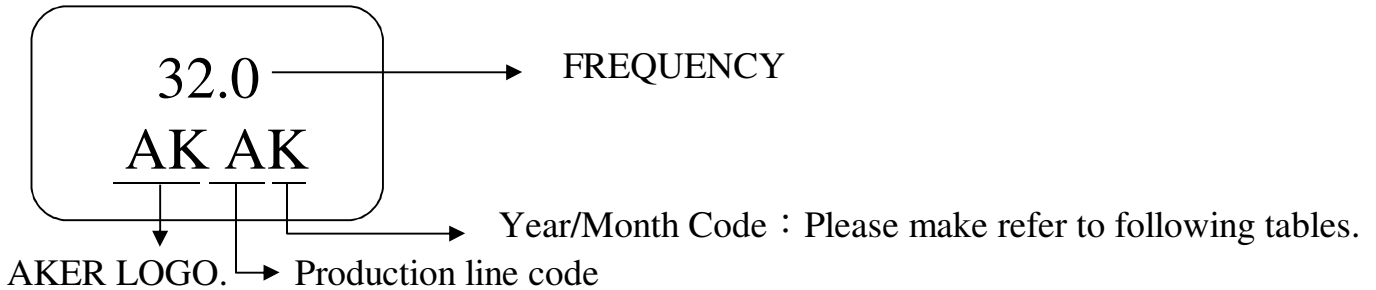 32.0 FREQUENCY
AK AK
Year/Month Code：Please make refer to following tables.
AKER LOGO. Production line code